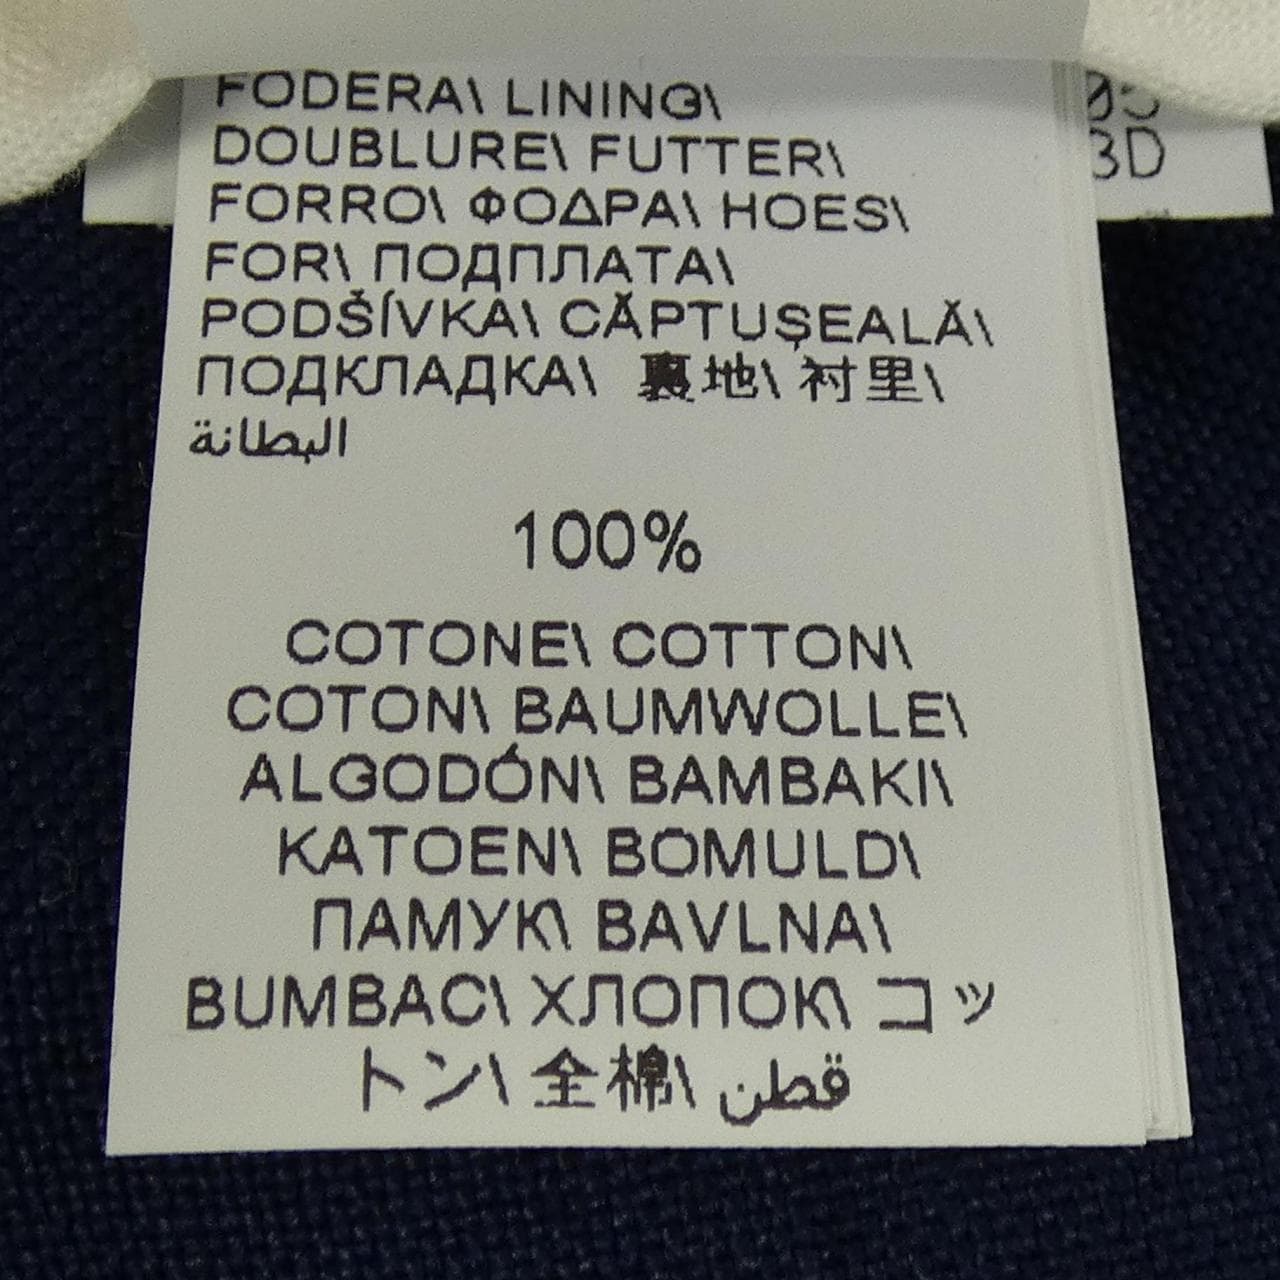 FODERA\ LINING\
DOUBLURE\ FUTTER\
FORRO\ ΦΟΔΡΑ\ HOES\
FOR\ ПОДПЛАТА\
PODŠÍVKA\ CĂPTUȘEALĂ\
ПОДКЛАДКА\ 裏地\ 衬里\
البطانة
100%
COTONE\ COTTON\
COTON\ BAUMWOLLE\
ALGODÓN\ BAMBAKI\
KATOEN\ BOMULD\
ПАМУК\ BAVLNA\
BUMBAC\ ХЛОПОК\ コッ
トン\ 全棉\ قطن
3D